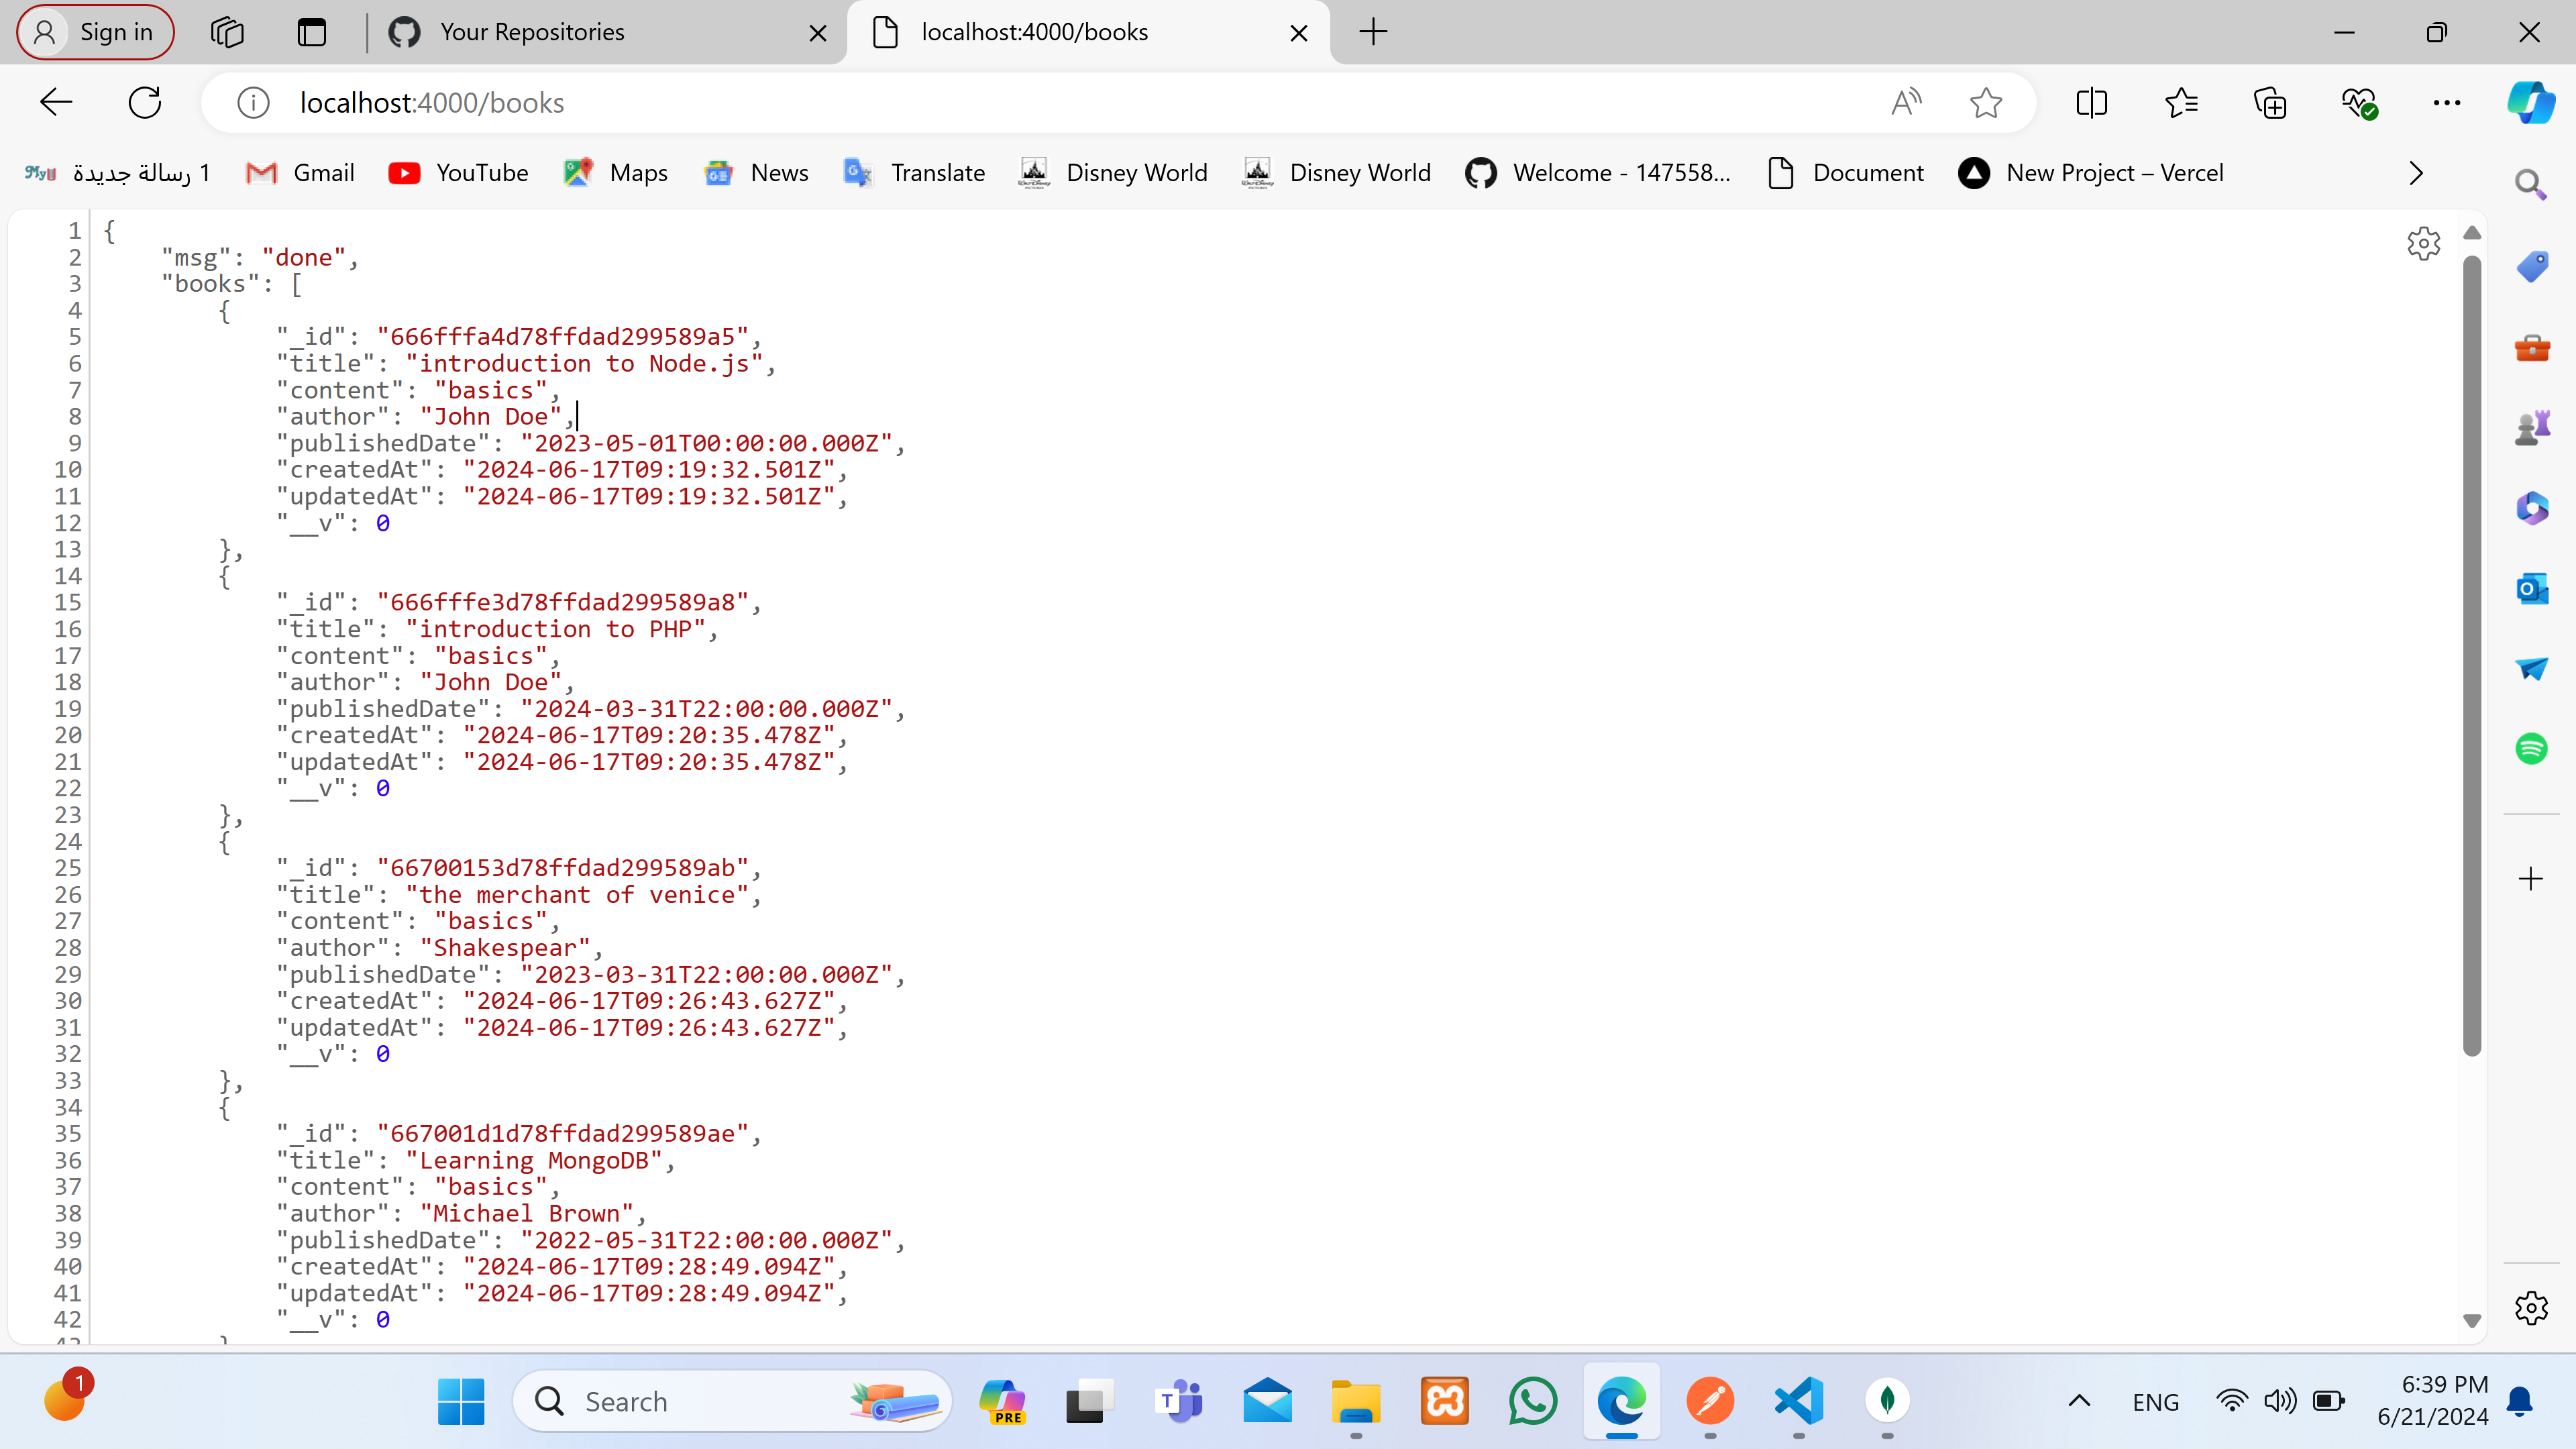 Sign in
Your Repositories
localhost:4000/books
localhost:4000/books
1 رسالة جديدة
Gmail
YouTube
Maps
News
Translate
Disney World
Disney World
Welcome - 147558...
Document
New Project – Vercel
1 {
2 "msg": "done",
3 "books": [
4 {
5 "_id": "666fffa4d78ffdad299589a5",
6 "title": "introduction to Node.js",
7 "content": "basics",
8 "author": "John Doe",
9 "publishedDate": "2023-05-01T00:00:00.000Z",
10 "createdAt": "2024-06-17T09:19:32.501Z",
11 "updatedAt": "2024-06-17T09:19:32.501Z",
12 "__v": 0
13 },
14 {
15 "_id": "666fffe3d78ffdad299589a8",
16 "title": "introduction to PHP",
17 "content": "basics",
18 "author": "John Doe",
19 "publishedDate": "2024-03-31T22:00:00.000Z",
20 "createdAt": "2024-06-17T09:20:35.478Z",
21 "updatedAt": "2024-06-17T09:20:35.478Z",
22 "__v": 0
23 },
24 {
25 "_id": "66700153d78ffdad299589ab",
26 "title": "the merchant of venice",
27 "content": "basics",
28 "author": "Shakespear",
29 "publishedDate": "2023-03-31T22:00:00.000Z",
30 "createdAt": "2024-06-17T09:26:43.627Z",
31 "updatedAt": "2024-06-17T09:26:43.627Z",
32 "__v": 0
33 },
34 {
35 "_id": "667001d1d78ffdad299589ae",
36 "title": "Learning MongoDB",
37 "content": "basics",
38 "author": "Michael Brown",
39 "publishedDate": "2022-05-31T22:00:00.000Z",
40 "createdAt": "2024-06-17T09:28:49.094Z",
41 "updatedAt": "2024-06-17T09:28:49.094Z",
42 "__v": 0
1
Search
PRE
ENG
6:39 PM
6/21/2024